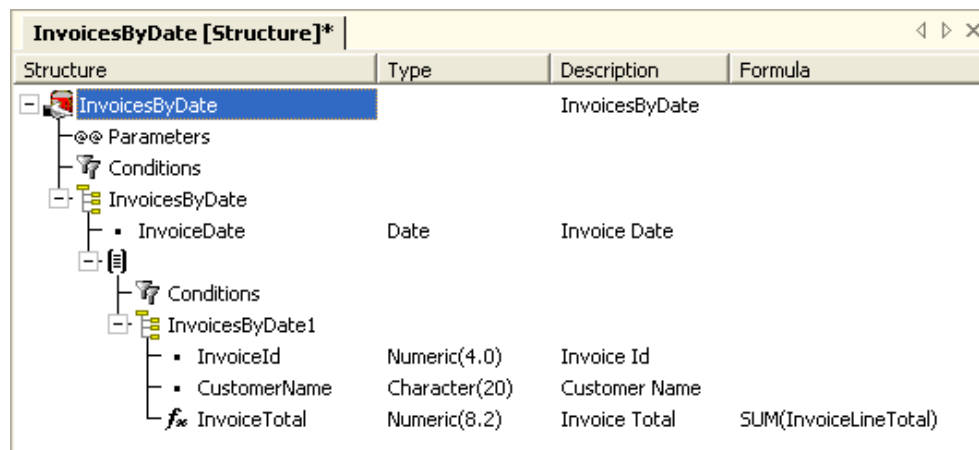 InvoicesByDate [Structure]*
Structure Type Description Formula
InvoicesByDate InvoicesByDate
Parameters
Conditions
InvoicesByDate
InvoiceDate Date Invoice Date
Conditions
InvoicesByDate1
InvoiceId Numeric(4.0) Invoice Id
CustomerName Character(20) Customer Name
InvoiceTotal Numeric(8.2) Invoice Total SUM(InvoiceLineTotal)